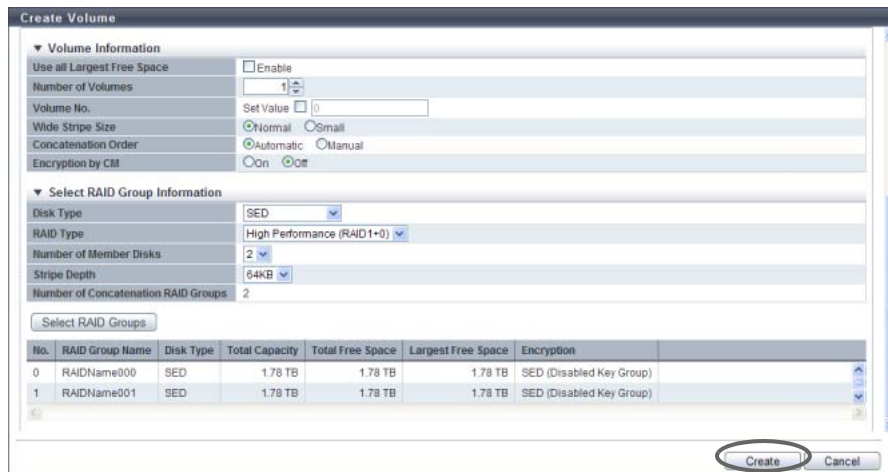 Create Volume
▼ Volume Information
Use all Largest Free Space Enable
Number of Volumes 1
Volume No. Set Value 0
Wide Stripe Size Normal Small
Concatenation Order Automatic Manual
Encryption by CM On Off
▼ Select RAID Group Information
Disk Type SED
RAID Type High Performance (RAID1+0)
Number of Member Disks 2
Stripe Depth 64KB
Number of Concatenation RAID Groups 2
Select RAID Groups
No. RAID Group Name Disk Type Total Capacity Total Free Space Largest Free Space Encryption
0 RAIDName000 SED 1.78 TB 1.78 TB 1.78 TB SED (Disabled Key Group)
1 RAIDName001 SED 1.78 TB 1.78 TB 1.78 TB SED (Disabled Key Group)
Create Cancel